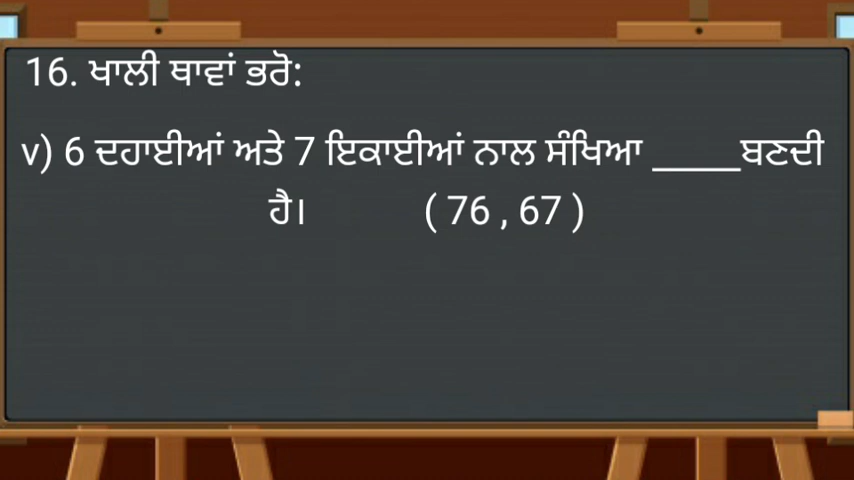 16. ਖਾਲੀ ਥਾਵਾਂ ਭਰੋ:
v) 6 ਦਹਾਈਆਂ ਅਤੇ 7 ਇਕਾਈਆਂ ਨਾਲ ਸੰਖਿਆ _____ਬਣਦੀ
ਹੈ। ( 76 , 67 )